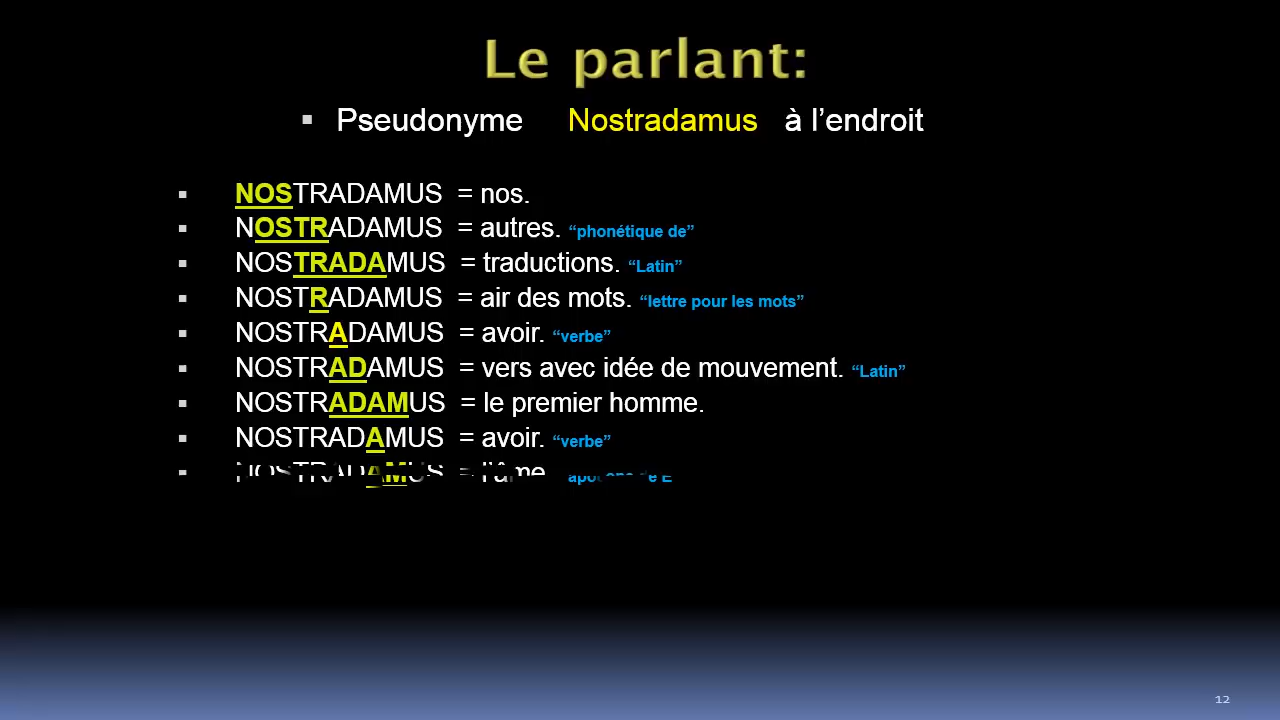 Le parlant:
▪ Pseudonyme Nostradamus à l’endroit
▪ NOSTRADAMUS = nos.
▪ NOSTRADAMUS = autres. “phonétique de”
▪ NOSTRADAMUS = traductions. “Latin”
▪ NOSTRADAMUS = air des mots. “lettre pour les mots”
▪ NOSTRADAMUS = avoir. “verbe”
▪ NOSTRADAMUS = vers avec idée de mouvement. “Latin”
▪ NOSTRADAMUS = le premier homme.
▪ NOSTRADAMUS = avoir. “verbe”
▪ NOSTRADAMUS = l’âme
12